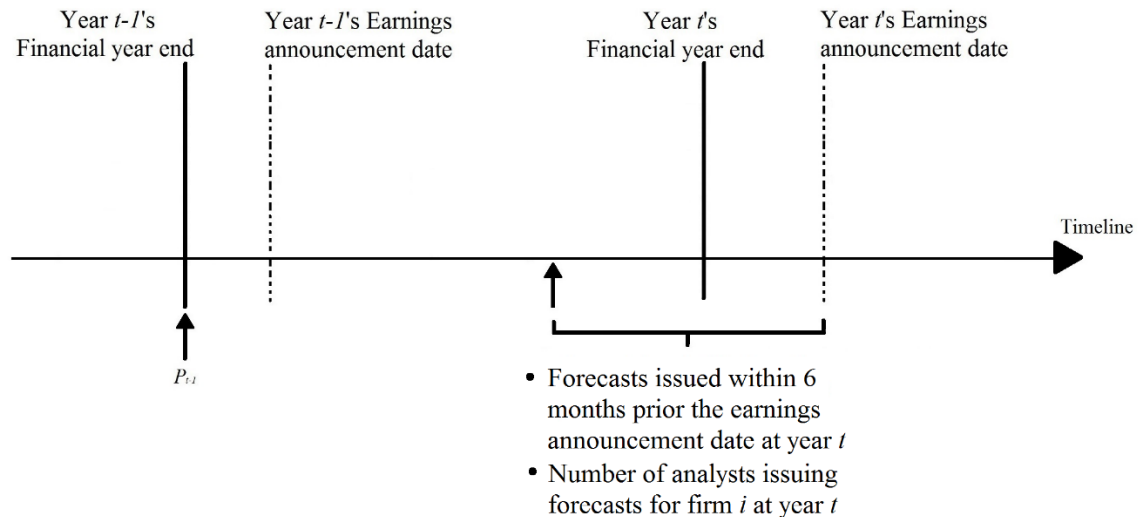 Year t-1's
Financial year end
Year t-1's Earnings
announcement date
Year t's
Financial year end
Year t's Earnings
announcement date
Timeline
Pt-1
• Forecasts issued within 6
months prior the earnings
announcement date at year t
• Number of analysts issuing
forecasts for firm i at year t